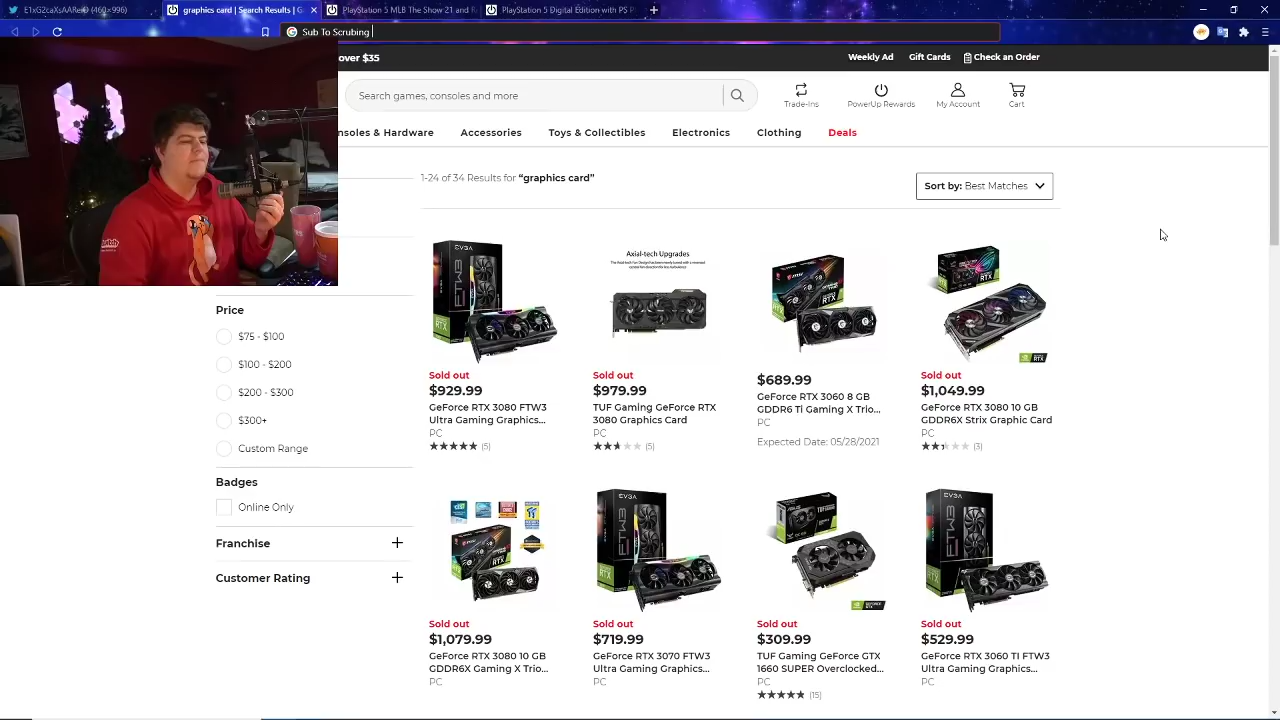 E1xG2caXsAAReiD (460×696)
graphics card | Search Results | G
PlayStation 5 MLB The Show 21 and
PlayStation 5 Digital Edition with PS P
Sub To Scrubing
over $35
Weekly Ad
Gift Cards
Check an Order
Search games, consoles and more
Trade-Ins
PowerUp Rewards
My Account
Cart
nsoles & Hardware
Accessories
Toys & Collectibles
Electronics
Clothing
Deals
1-24 of 34 Results for "graphics card"
Sort by: Best Matches
Price
$75 - $100
$100 - $200
$200 - $300
$300+
Custom Range
Badges
Online Only
Franchise
Customer Rating
EVGA
Axial-tech Upgrades
Sold out
$929.99
GeForce RTX 3080 FTW3
Ultra Gaming Graphics...
PC
(5)
Sold out
$979.99
TUF Gaming GeForce RTX
3080 Graphics Card
PC
(5)
$689.99
GeForce RTX 3060 8 GB
GDDR6 Ti Gaming X Trio...
PC
Expected Date: 05/28/2021
Sold out
$1,049.99
GeForce RTX 3080 10 GB
GDDR6X Strix Graphic Card
PC
(3)
EVGA
EVGA
Sold out
$1,079.99
GeForce RTX 3080 10 GB
GDDR6X Gaming X Trio...
PC
Sold out
$719.99
GeForce RTX 3070 FTW3
Ultra Gaming Graphics...
PC
Sold out
$309.99
TUF Gaming GeForce GTX
1660 SUPER Overclocked...
PC
(15)
Sold out
$529.99
GeForce RTX 3060 TI FTW3
Ultra Gaming Graphics...
PC